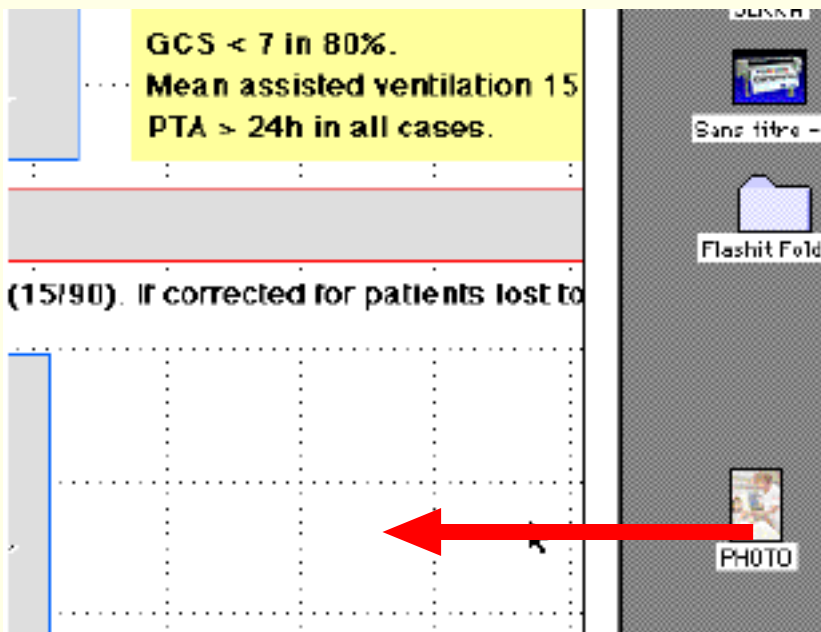 GCS < 7 in 80%.
Mean assisted ventilation 15
PTA > 24h in all cases.
(15/90). If corrected for patients lost to
Sans titre -
Flashit Fold
PHOTO